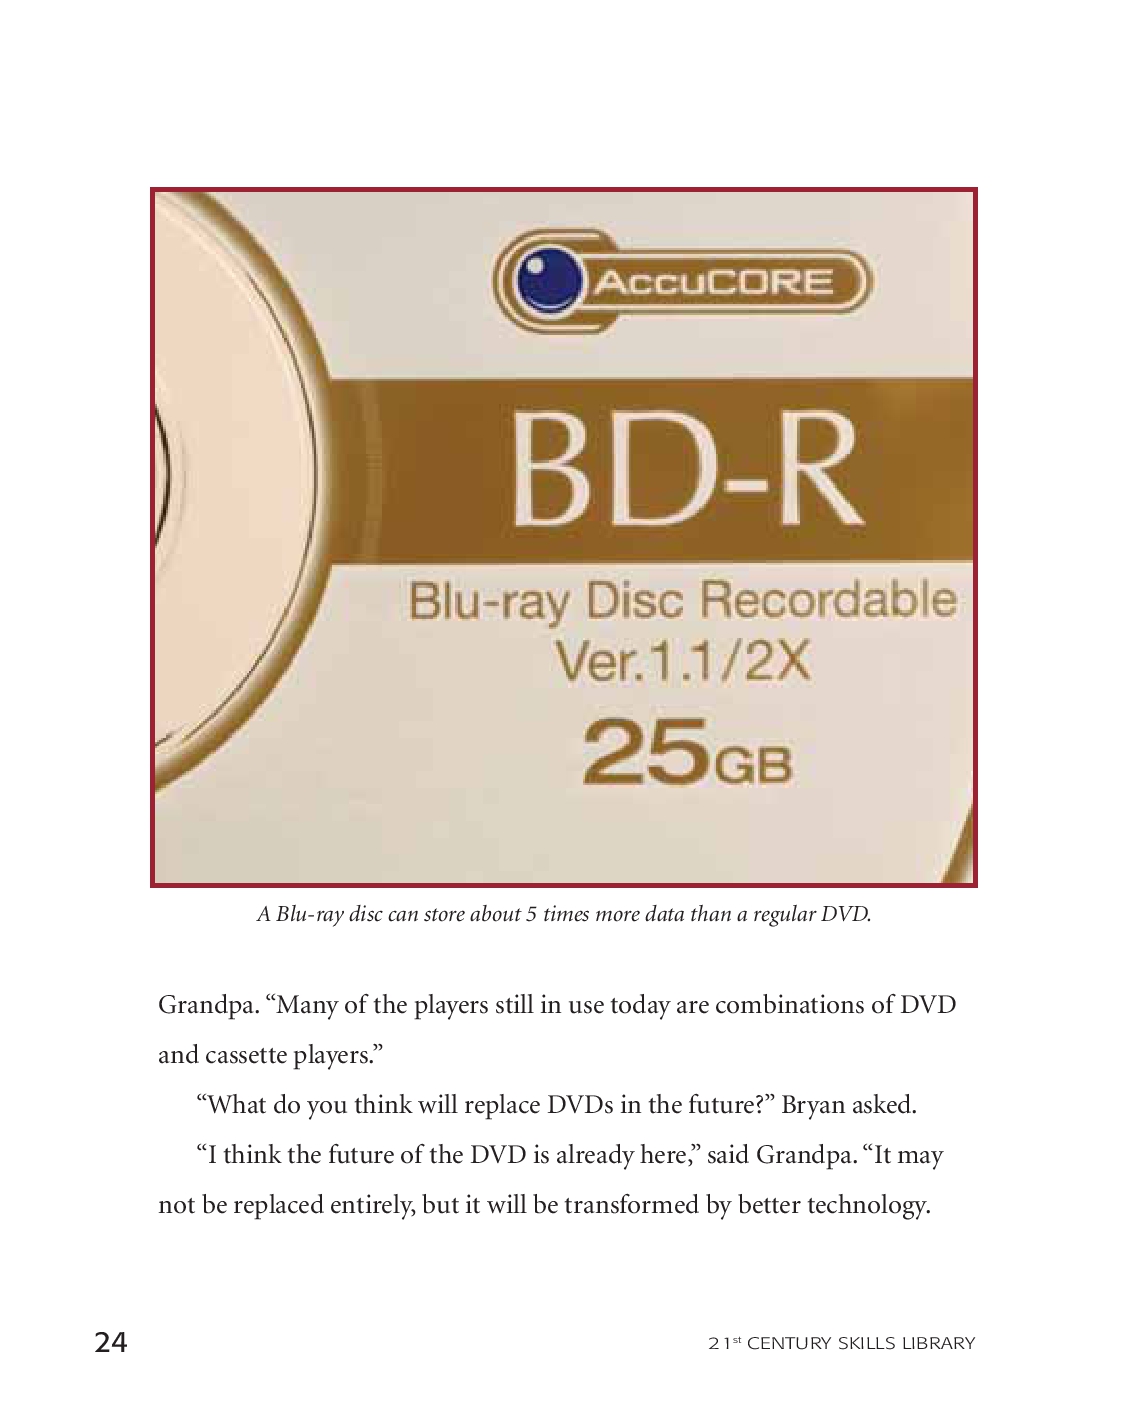 AccuCORE
BD-R
Blu-ray Disc Recordable
Ver.1.1/2X
25GB
A Blu-ray disc can store about 5 times more data than a regular DVD.
Grandpa. “Many of the players still in use today are combinations of DVD
and cassette players.”
“What do you think will replace DVDs in the future?” Bryan asked.
“I think the future of the DVD is already here,” said Grandpa. “It may
not be replaced entirely, but it will be transformed by better technology.
24
21st CENTURY SKILLS LIBRARY